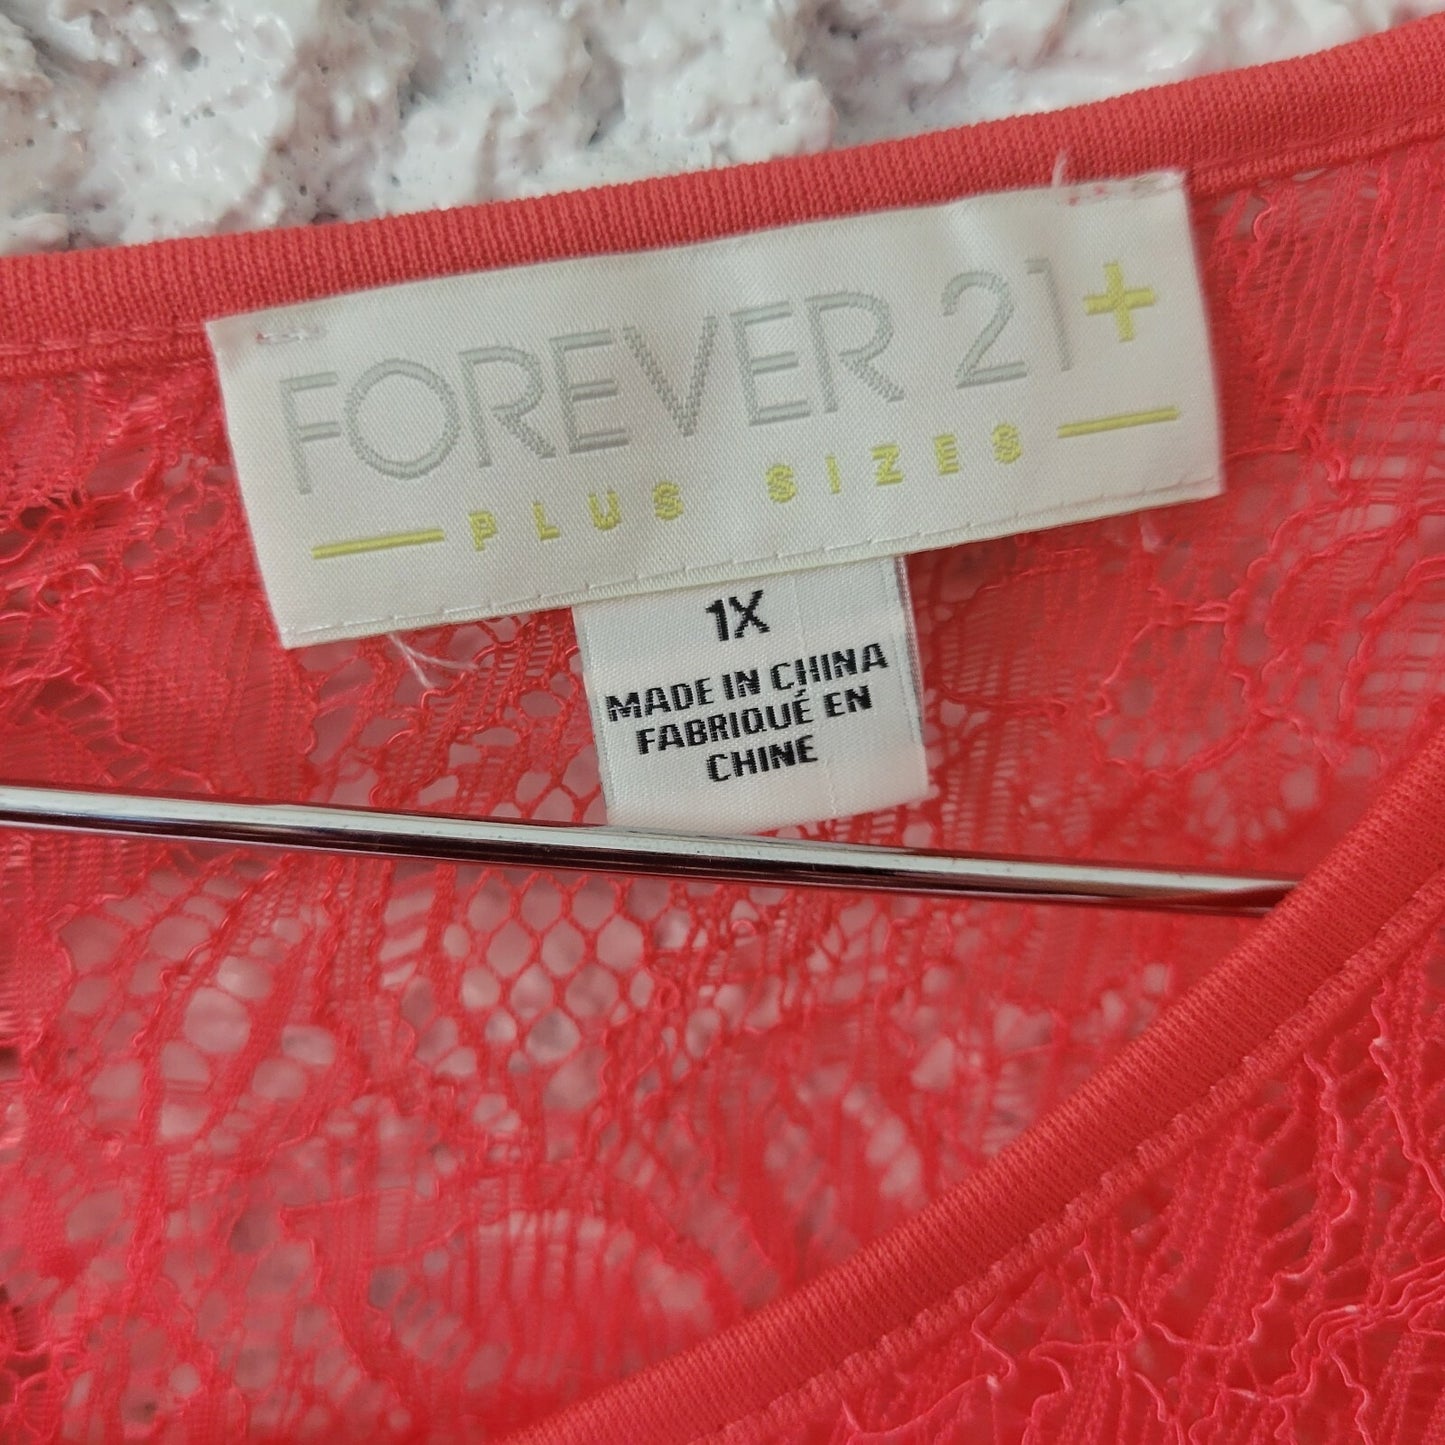 FOREVER 21+
PLUS SIZES
1X
MADE IN CHINA
FABRIQUÉ EN
CHINE